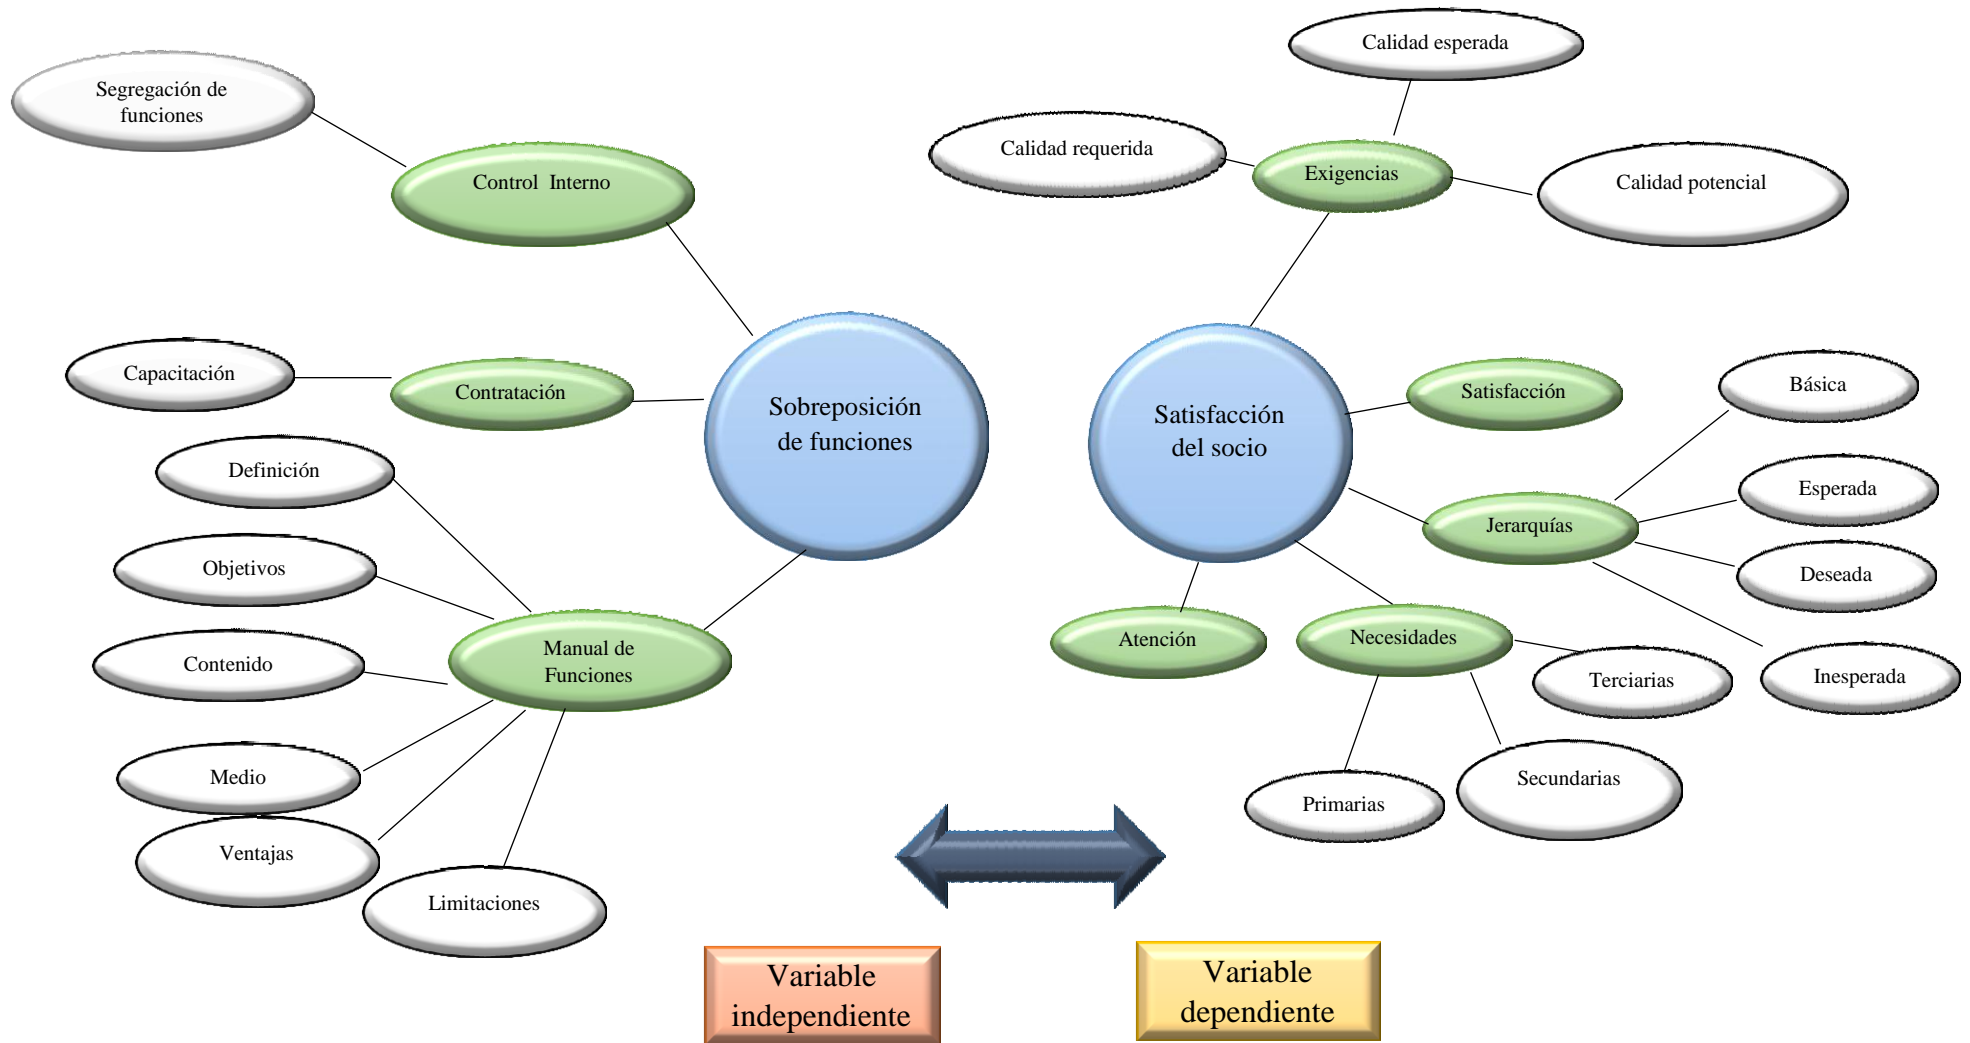 Segregación de
funciones
Control  Interno
Capacitación
Contratación
Definición
Objetivos
Contenido
Medio
Ventajas
Limitaciones
Manual de
Funciones
Sobreposición
de funciones
Calidad esperada
Calidad requerida
Exigencias
Calidad potencial
Satisfacción
del socio
Satisfacción
Básica
Esperada
Jerarquías
Deseada
Inesperada
Atención
Necesidades
Terciarias
Secundarias
Primarias
Variable
independiente
Variable
dependiente